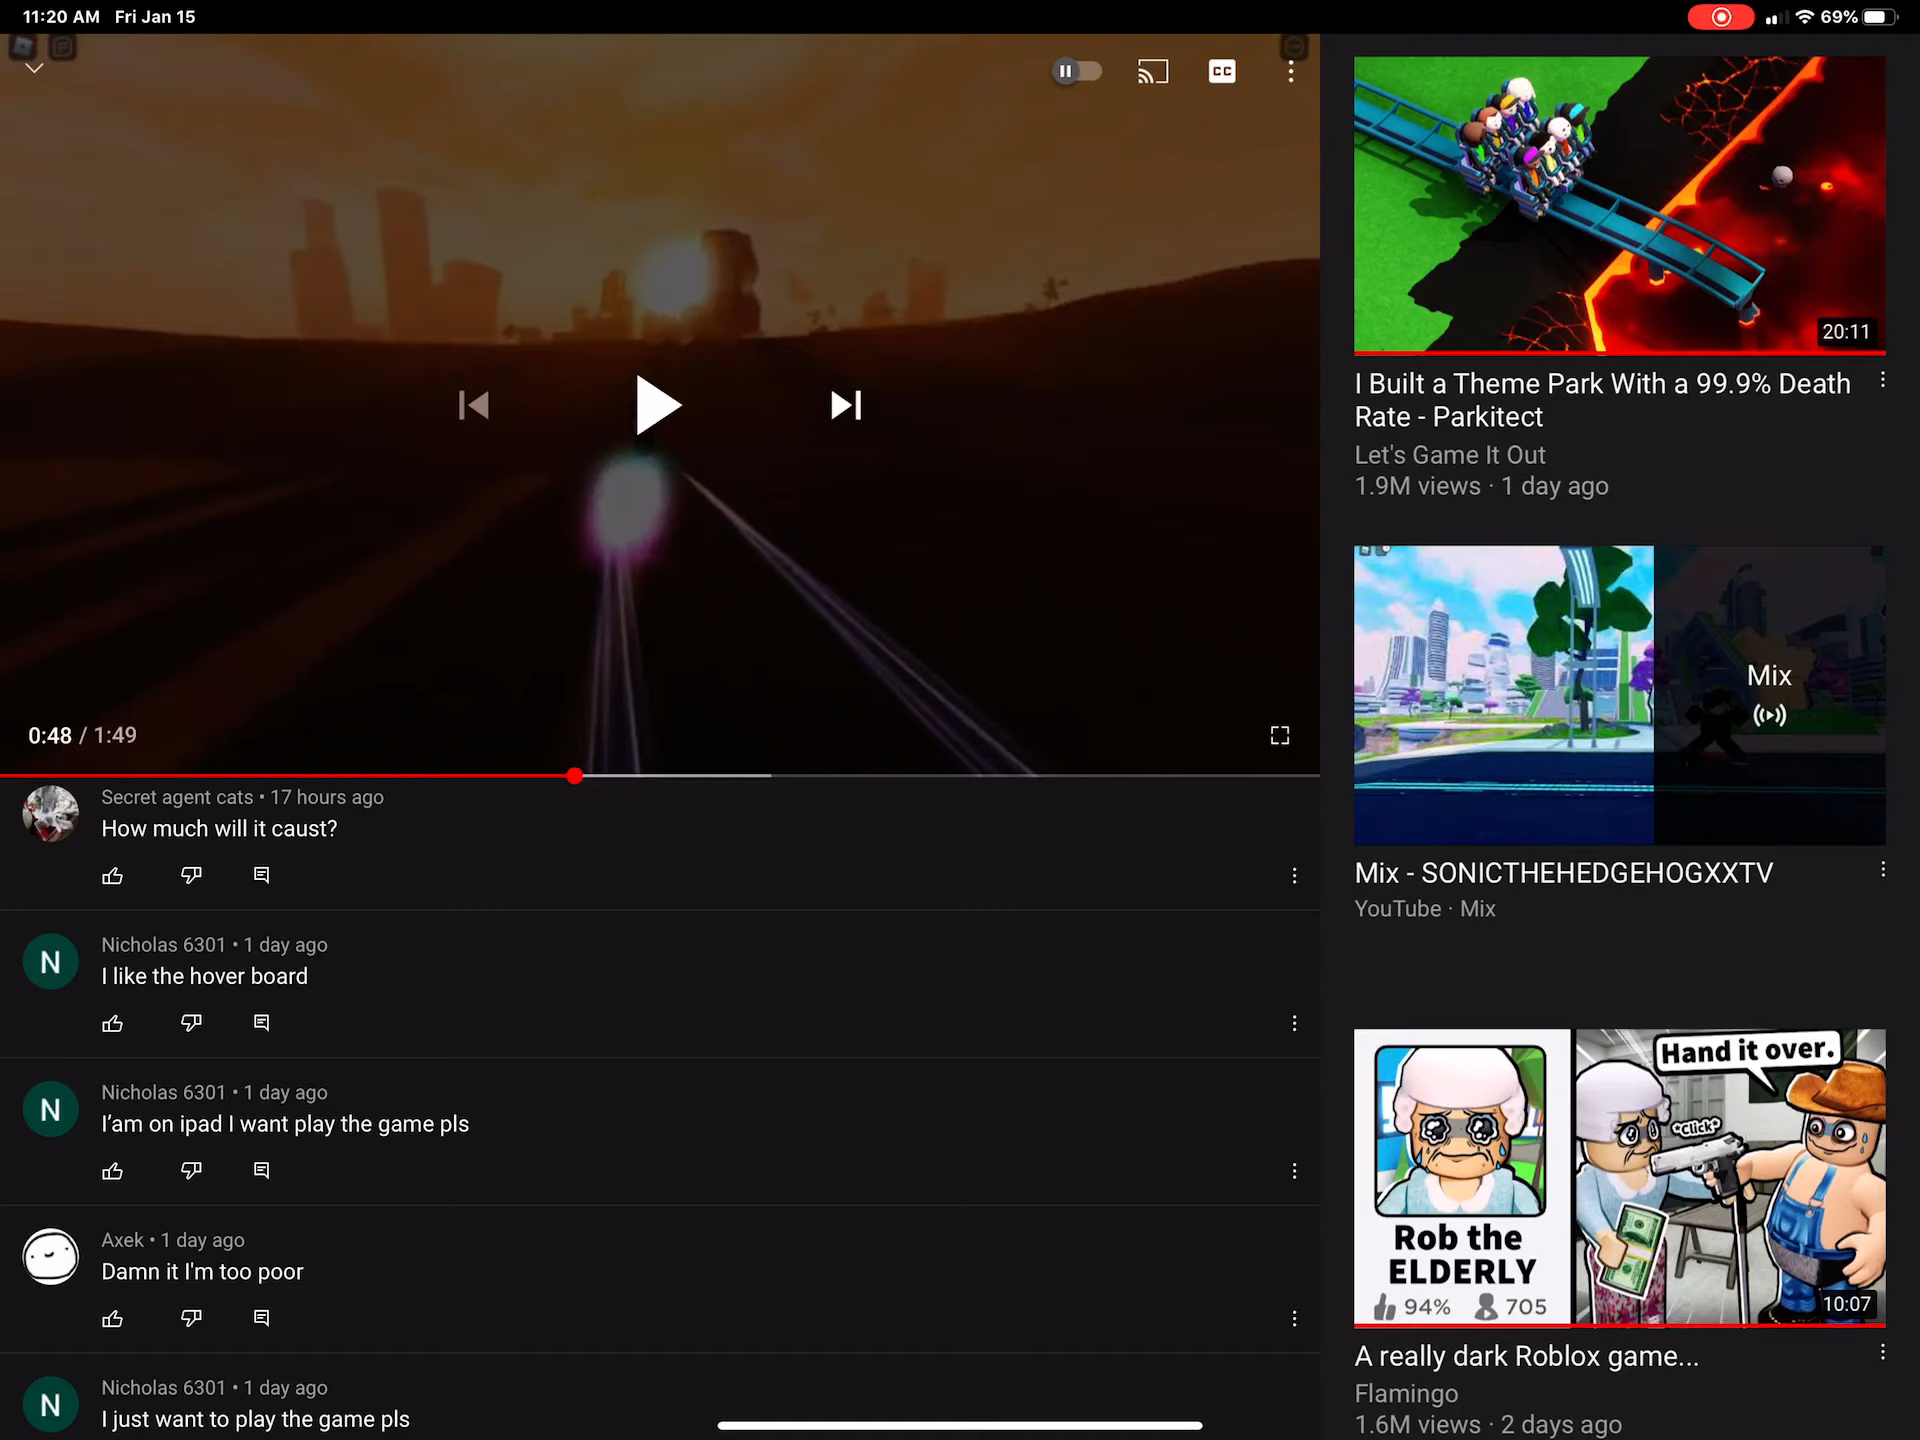 11:20 AM Fri Jan 15
69%
CC
0:48 / 1:49
Secret agent cats • 17 hours ago
How much will it caust?
N
Nicholas 6301 • 1 day ago
I like the hover board
N
Nicholas 6301 • 1 day ago
I'am on ipad I want play the game pls
Axek • 1 day ago
Damn it I'm too poor
N
Nicholas 6301 • 1 day ago
I just want to play the game pls
20:11
I Built a Theme Park With a 99.9% Death
Rate - Parkitect
Let's Game It Out
1.9M views · 1 day ago
Mix
Mix - SONICTHEHEDGEHOGXXTV
YouTube · Mix
Hand it over.
*Click*
Rob the
ELDERLY
94% 705
10:07
A really dark Roblox game...
Flamingo
1.6M views · 2 days ago